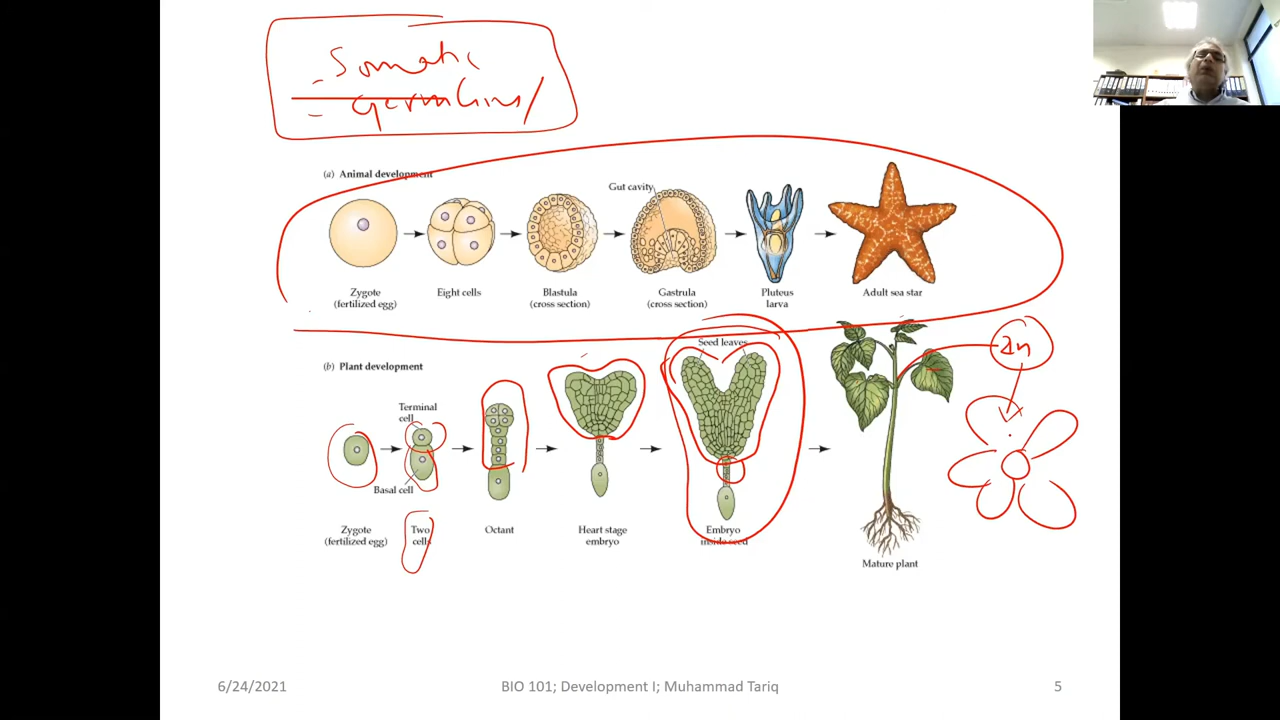 Somatic
germline
(a) Animal development
Gut cavity
Zygote
(fertilized egg)
Eight cells
Blastula
(cross section)
Gastrula
(cross section)
Pluteus
larva
Adult sea star
(b) Plant development
Seed leaves
2n
Terminal
cell
Basal cell
Zygote
(fertilized egg)
Two
cells
Octant
Heart stage
embryo
Embryo
inside seed
Mature plant
6/24/2021 BIO 101; Development I; Muhammad Tariq 5